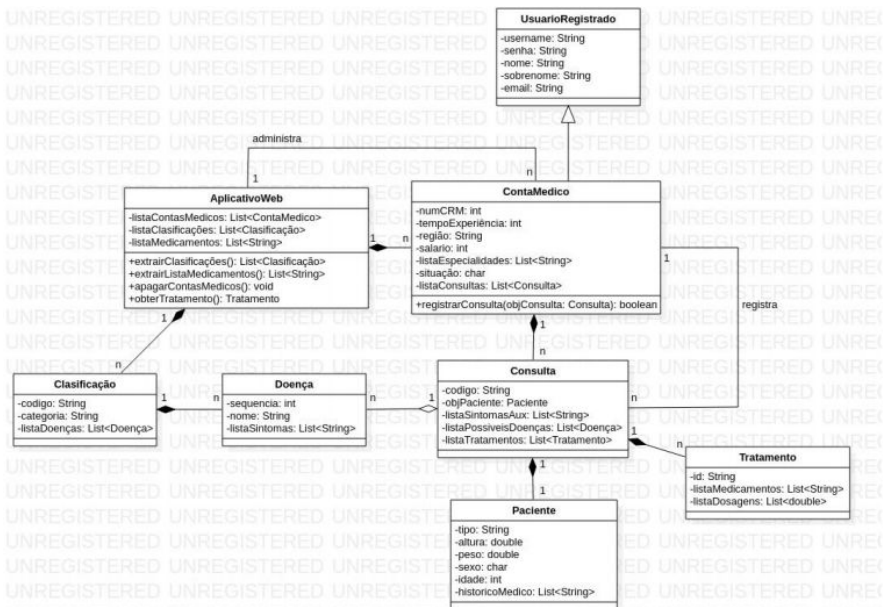 UsuarioRegistrado
-username: String
-senha: String
-nome: String
-sobrenome: String
-email: String
administra
1
n
AplicativoWeb
-listaContasMedicos: List<ContaMedico>
-listaClasificações: List<Clasificação>
-listaMedicamentos: List<String>
+extrairClasificações(): List<Clasificação>
+extrairListaMedicamentos(): List<String>
+apagarContasMedicos(): void
+obterTratamento(): Tratamento
1
n
ContaMedico
-numCRM: int
-tempoExperiência: int
-região: String
-salario: int
-listaEspecialidades: List<String>
-situação: char
-listaConsultas: List<Consulta>
+registrarConsulta(objConsulta: Consulta): boolean
1
registra
n
1
n
1
n
Clasificação
-codigo: String
-categoria: String
-listaDoenças: List<Doença>
1
n
Doença
-sequencia: int
-nome: String
-listaSintomas: List<String>
n
1
Consulta
-codigo: String
-objPaciente: Paciente
-listaSintomasAux: List<String>
-listaPossiveisDoenças: List<Doença>
-listaTratamentos: List<Tratamento>
1
n
Tratamento
-id: String
-listaMedicamentos: List<String>
-listaDosagens: List<double>
1
1
Paciente
-tipo: String
-altura: double
-peso: double
-sexo: char
-idade: int
-historicoMedico: List<String>
UNREGISTERED UNREGISTERED UNREGISTERED UNREGISTERED UNREGISTERED